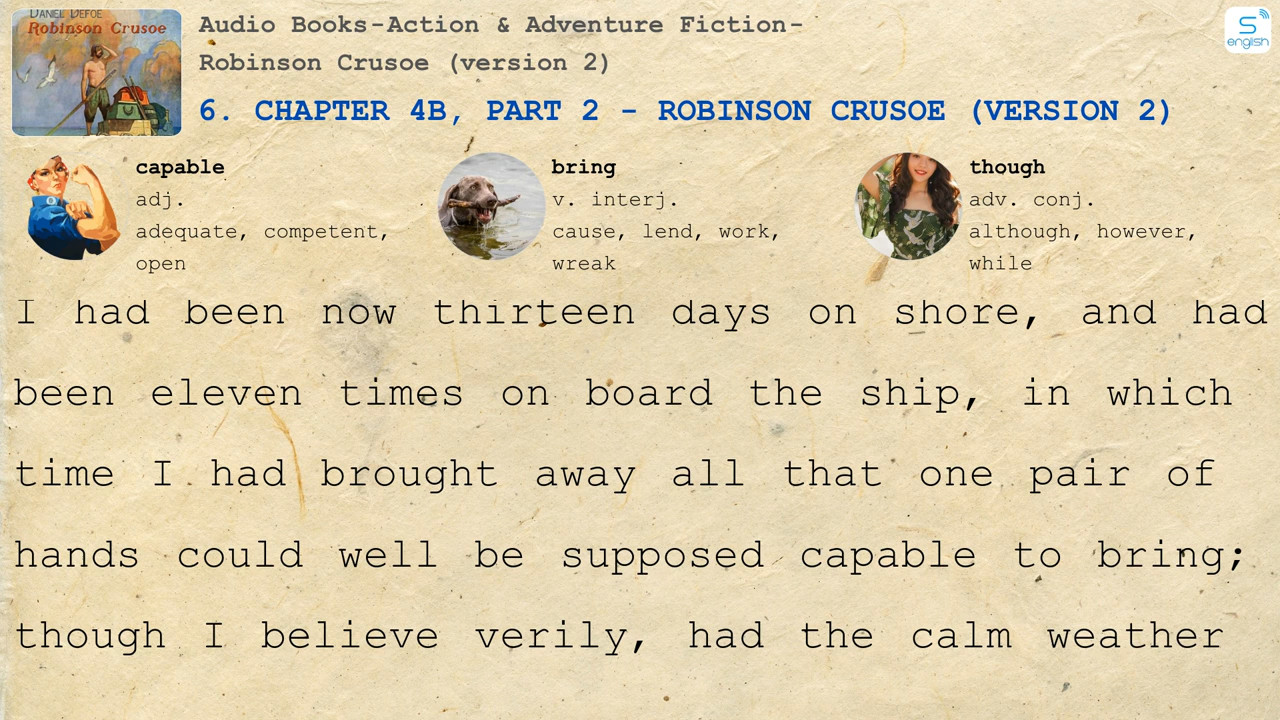 DANIEL DEFOE
Robinson Crusoe
Audio Books-Action & Adventure Fiction-
Robinson Crusoe (version 2)
S
english
6. CHAPTER 4B, PART 2 - ROBINSON CRUSOE (VERSION 2)
capable
adj.
adequate, competent,
open
bring
v. interj.
cause, lend, work,
wreak
though
adv. conj.
although, however,
while
I had been now thirteen days on shore, and had
been eleven times on board the ship, in which
time I had brought away all that one pair of
hands could well be supposed capable to bring;
though I believe verily, had the calm weather